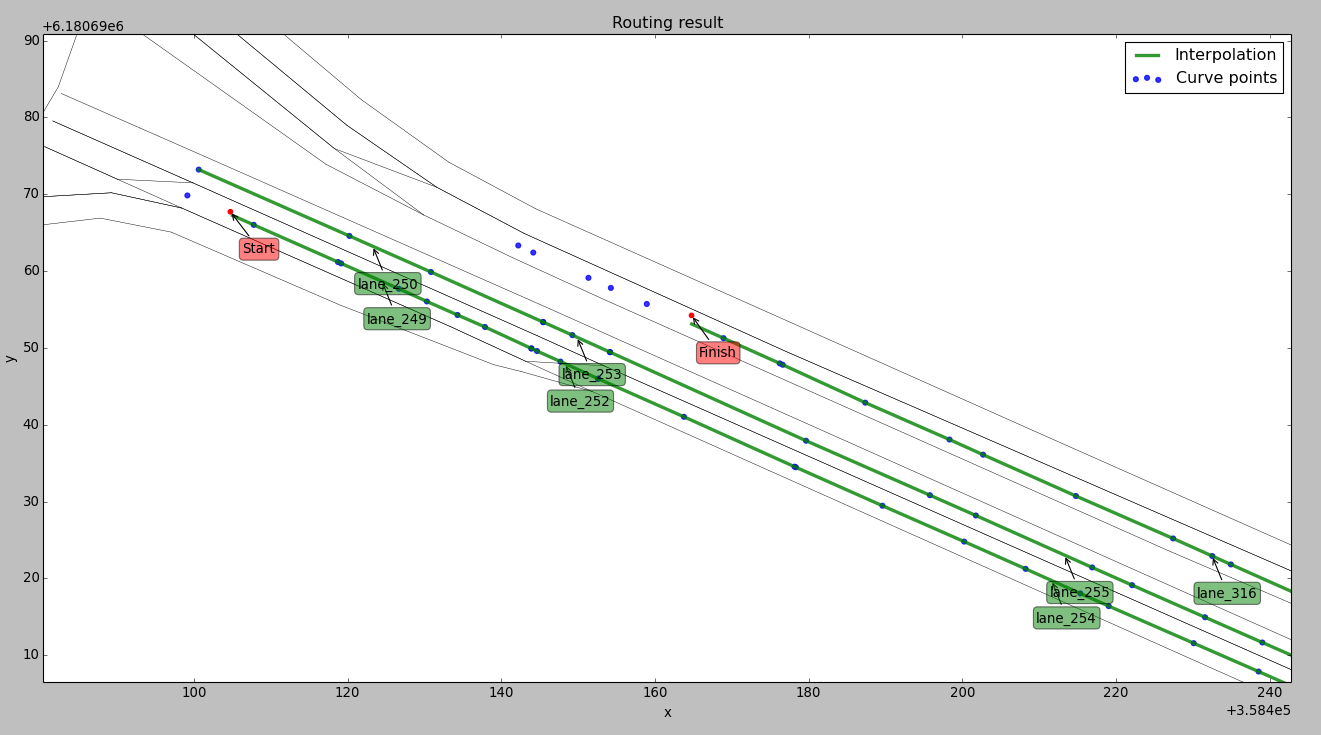 Routing result
+6.18069e6
90
80
70
60
50
40
30
20
10
y
Interpolation
Curve points
Start
lane_250
lane_249
lane_253
lane_252
Finish
lane_255
lane_254
lane_316
100
120
140
160
180
200
220
240
x
+3.584e5